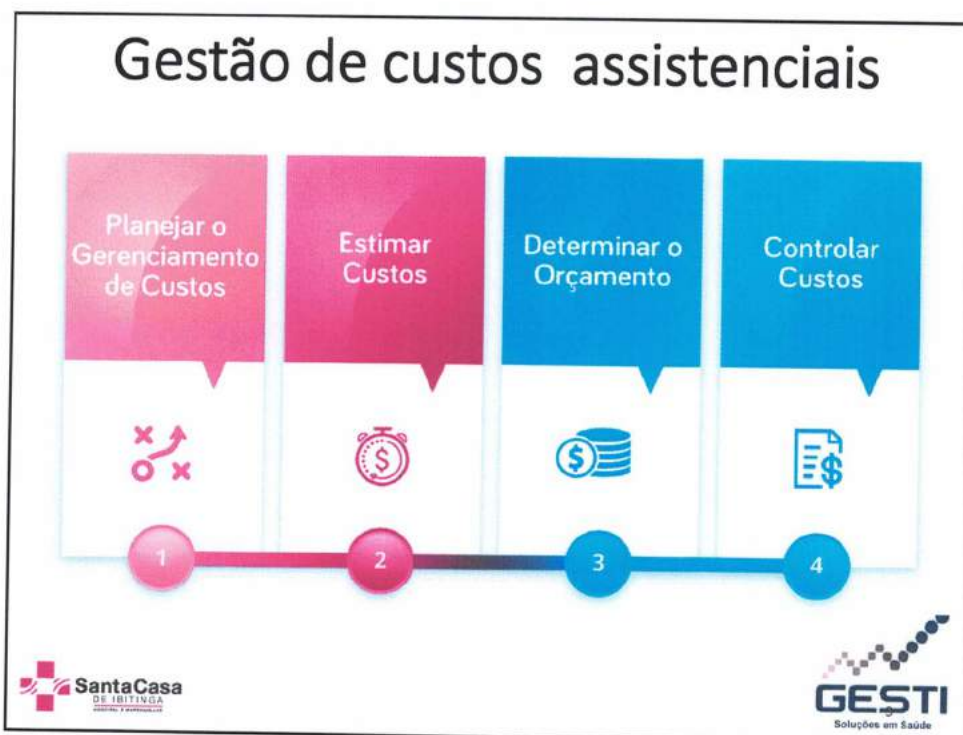 Gestão de custos assistenciais
Planejar o
Gerenciamento
de Custos
Estimar
Custos
Determinar o
Orçamento
Controlar
Custos
$
$
$
1
2
3
4
SantaCasa
DE IBITINGA
GESTI
9
Soluções em Saúde